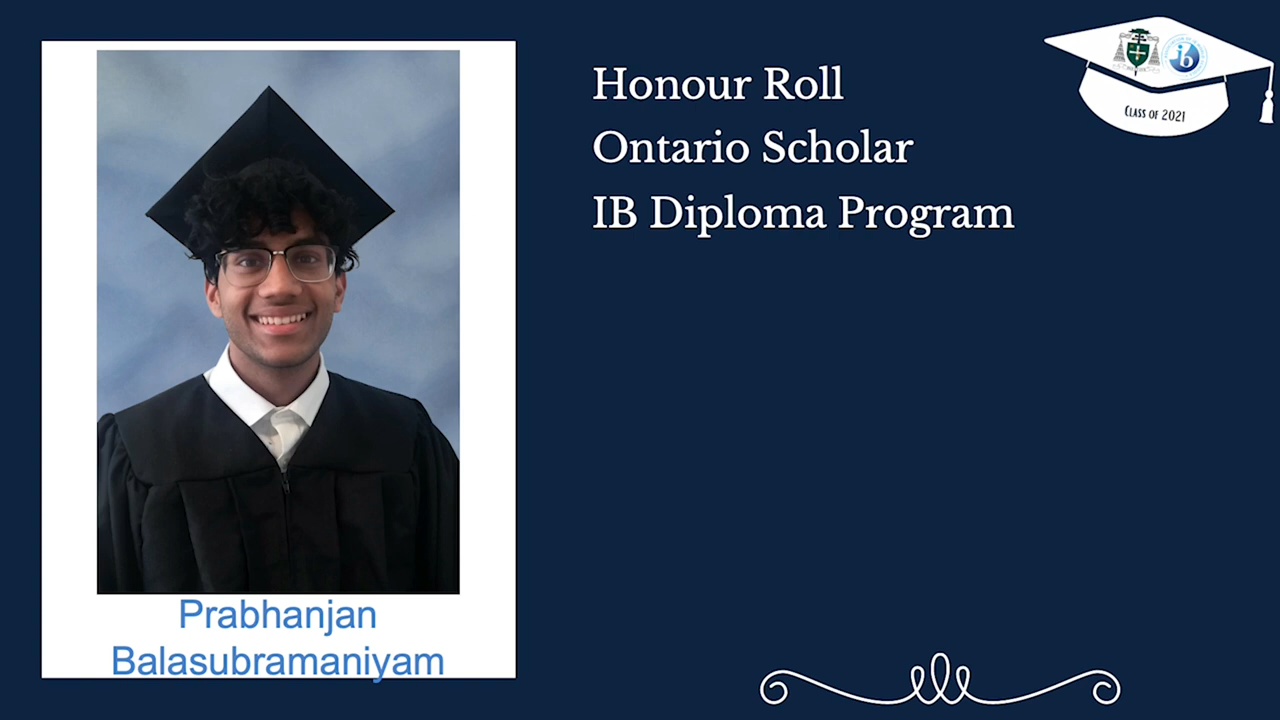 Honour Roll
Ontario Scholar
IB Diploma Program
CLASS OF 2021
Prabhanjan
Balasubramaniyam